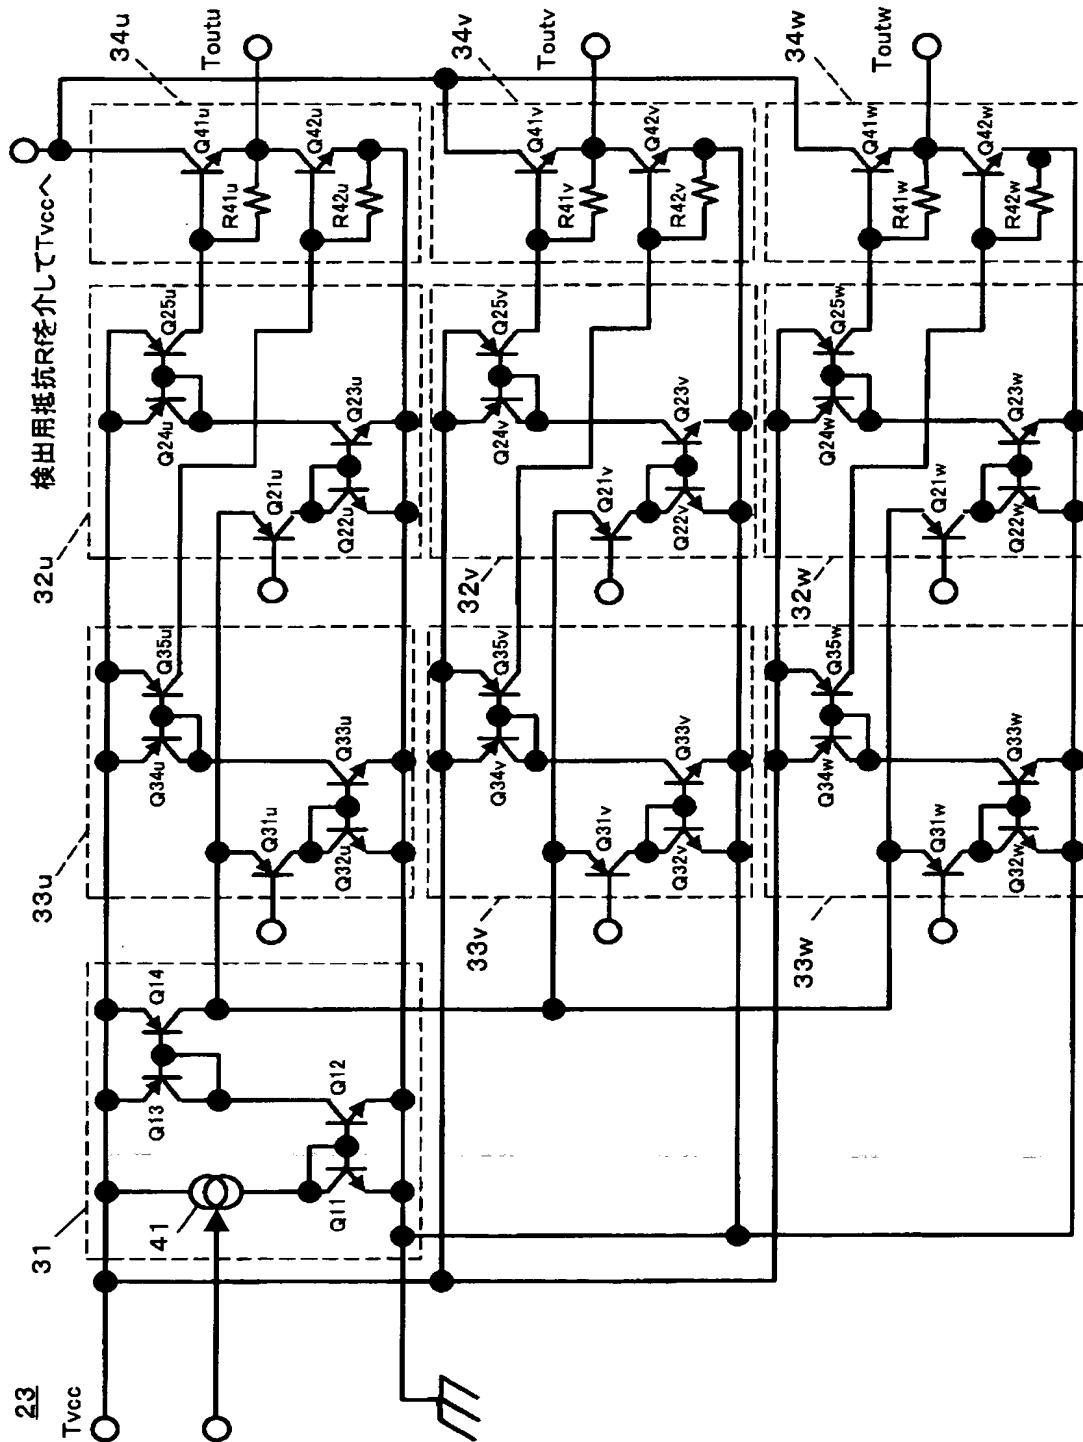 23
Tvcc
31
41
Q11
Q12
Q13
Q14
33u
Q31u
Q32u
Q33u
Q34u
Q35u
32u
Q21u
Q22u
Q23u
Q24u
Q25u
検出用抵抗Rfを介してTvccへ
34u
Q41u
R41u
Q42u
R42u
Toutu
33v
Q31v
Q32v
Q33v
Q34v
Q35v
32v
Q21v
Q22v
Q23v
Q24v
Q25v
34v
Q41v
R41v
Q42v
R42v
Toutv
33w
Q31w
Q32w
Q33w
Q34w
Q35w
32w
Q21w
Q22w
Q23w
Q24w
Q25w
34w
Q41w
R41w
Q42w
R42w
Toutw